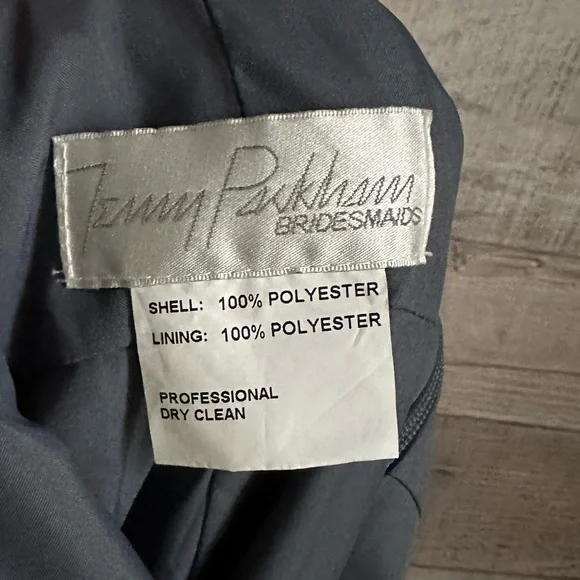 Jenny Packham
BRIDESMAIDS
SHELL: 100% POLYESTER
LINING: 100% POLYESTER
PROFESSIONAL
DRY CLEAN